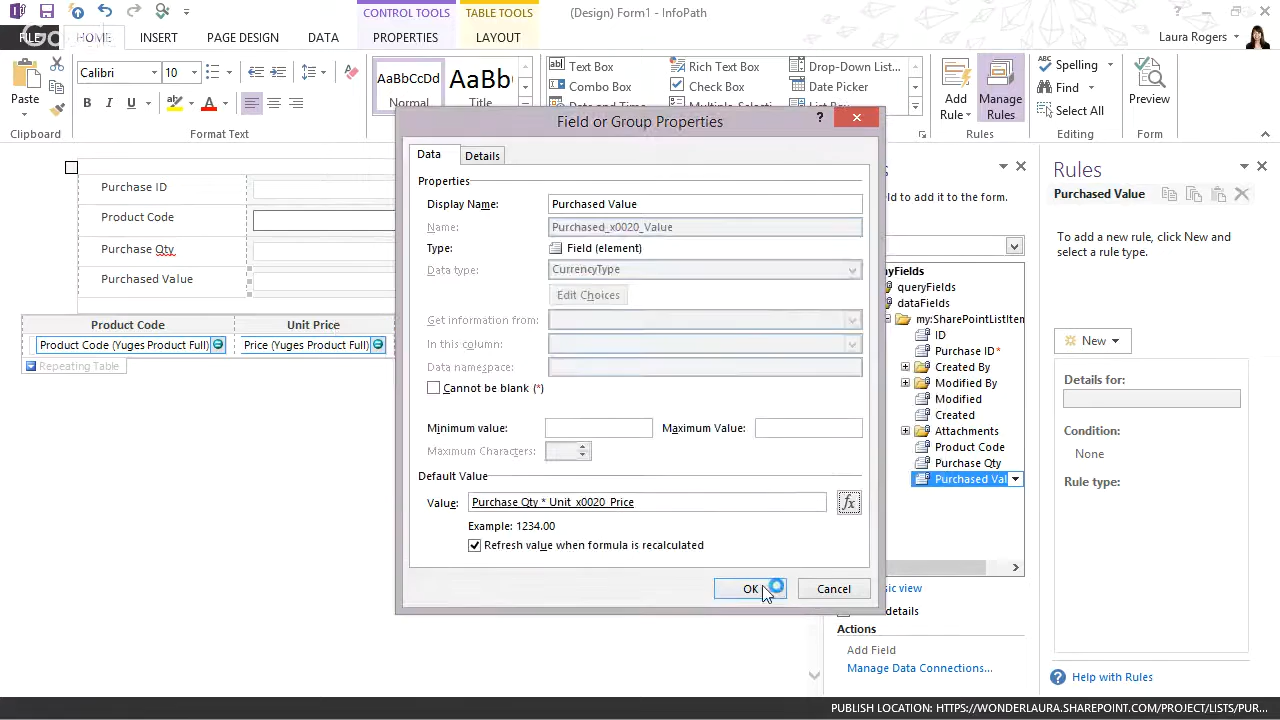 CONTROL TOOLS
TABLE TOOLS
(Design) Form1 - InfoPath
FILE
HOME
INSERT
PAGE DESIGN
DATA
PROPERTIES
LAYOUT
Laura Rogers
Paste
Clipboard
Calibri
10
B I U
Format Text
AaBbCcDd
Normal
Title
Text Box
Rich Text Box
Drop-Down List...
Combo Box
Check Box
Date Picker
Add
Rule
Manage
Rules
Rules
Spelling
Find
Select All
Editing
Preview
Form
Purchase ID
Product Code
Purchase Qty
Purchased Value
Product Code
Unit Price
Product Code (Yuges Product Full)
Price (Yuges Product Full)
Repeating Table
Field or Group Properties
Data
Details
Properties
Display Name:
Purchased Value
Name:
Purchased_x0020_Value
Type:
Field (element)
Data type:
CurrencyType
Edit Choices
Get information from:
In this column:
Data namespace:
Cannot be blank (*)
Minimum value:
Maximum Value:
Maximum Characters:
Default Value
Value:
Purchase Qty * Unit_x0020_Price
fx
Example: 1234.00
Refresh value when formula is recalculated
OK
Cancel
field to add it to the form.
queryFields
dataFields
my:SharePointListItem
ID
Purchase ID*
Created By
Modified By
Modified
Created
Attachments
Product Code
Purchase Qty
Purchased Val
details
Actions
Add Field
Manage Data Connections...
Rules
Purchased Value
To add a new rule, click New and
select a rule type.
New
Details for:
Condition:
None
Rule type:
Help with Rules
PUBLISH LOCATION: HTTPS://WONDERLAURA.SHAREPOINT.COM/PROJECT/LISTS/PUR...